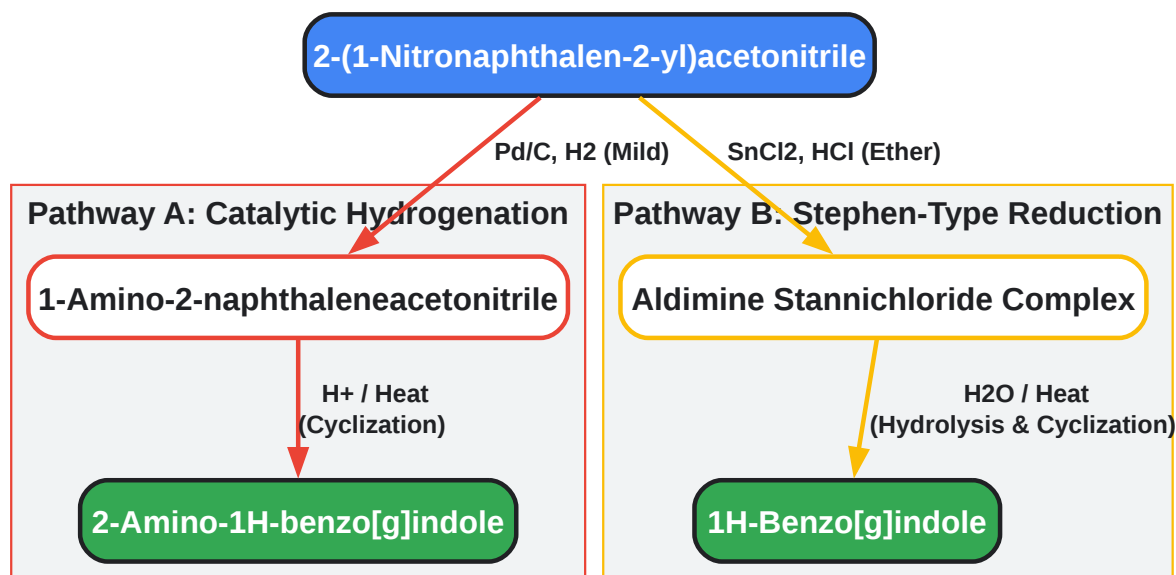 2-(1-Nitronaphthalen-2-yl)acetonitrile
Pd/C, H2 (Mild)
SnCl2, HCl (Ether)
Pathway A: Catalytic Hydrogenation
Pathway B: Stephen-Type Reduction
1-Amino-2-naphthaleneacetonitrile
Aldimine Stannichloride Complex
H+ / Heat
(Cyclization)
H2O / Heat
(Hydrolysis & Cyclization)
2-Amino-1H-benzo[g]indole
1H-Benzo[g]indole